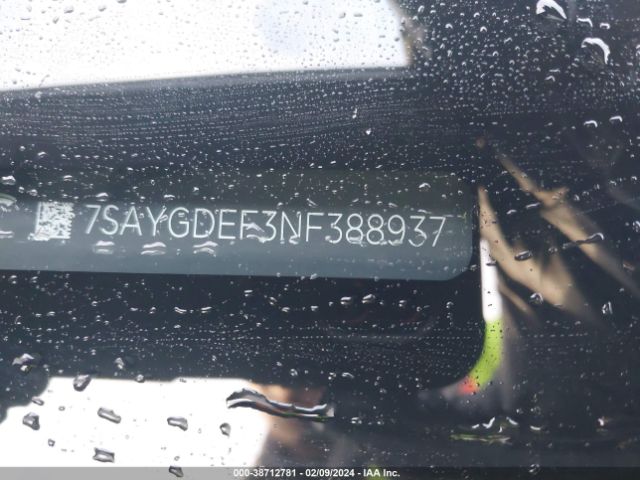 7SAYGDEF3NF388937
000-38712781 - 02/09/2024 - IAA Inc.